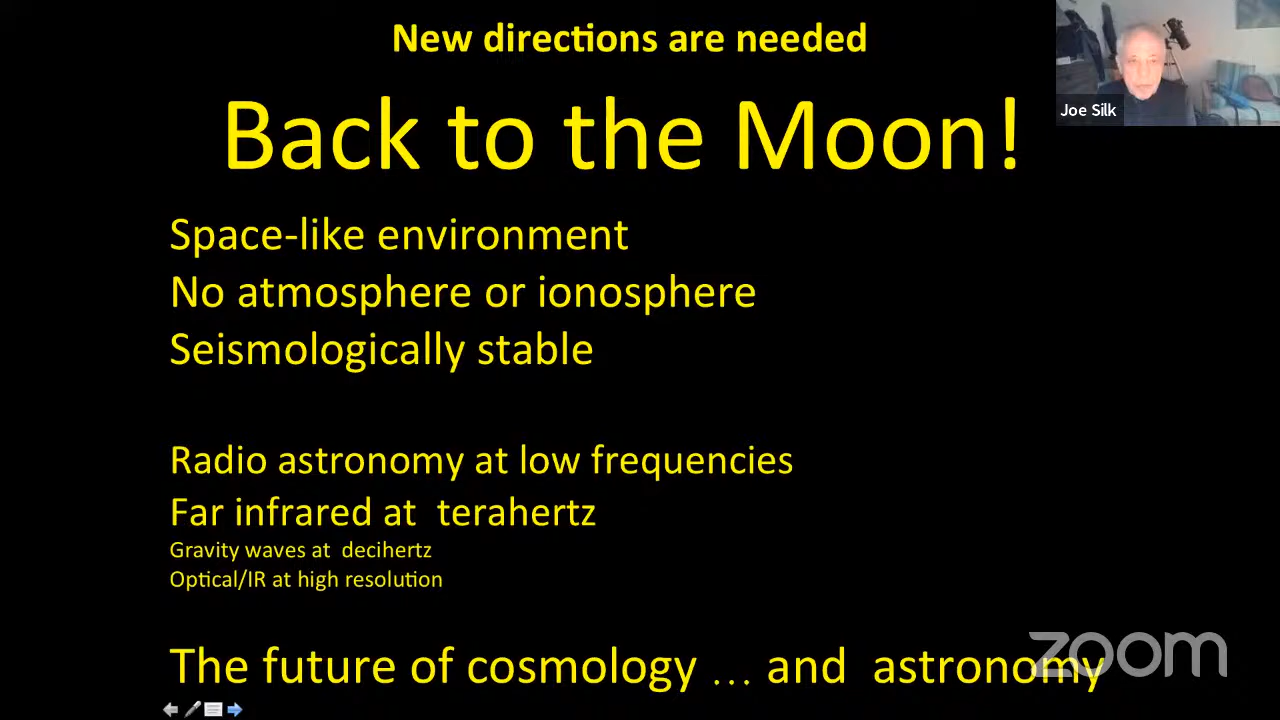 New directions are needed
Back to the Moon!
Joe Silk
Space-like environment
No atmosphere or ionosphere
Seismologically stable
Radio astronomy at low frequencies
Far infrared at terahertz
Gravity waves at decihertz
Optical/IR at high resolution
The future of cosmology ... and astronomy
zoom